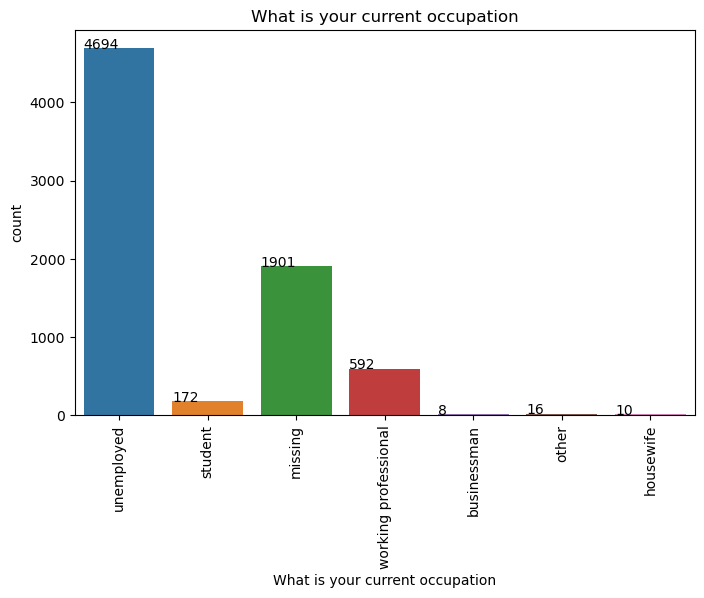 What is your current occupation
4694
172
1901
592
8
16
10
count
4000
3000
2000
1000
0
unemployed
student
missing
working professional
businessman
other
housewife
What is your current occupation